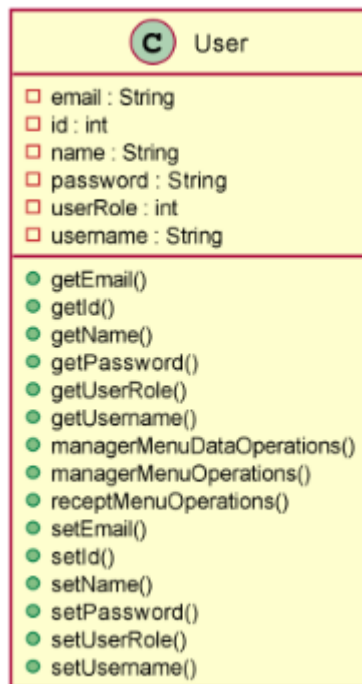 C User
email : String
id : int
name : String
password : String
userRole : int
username : String
getEmail()
getId()
getName()
getPassword()
getUserRole()
getUsername()
managerMenuDataOperations()
managerMenuOperations()
receptMenuOperations()
setEmail()
setId()
setName()
setPassword()
setUserRole()
setUsername()